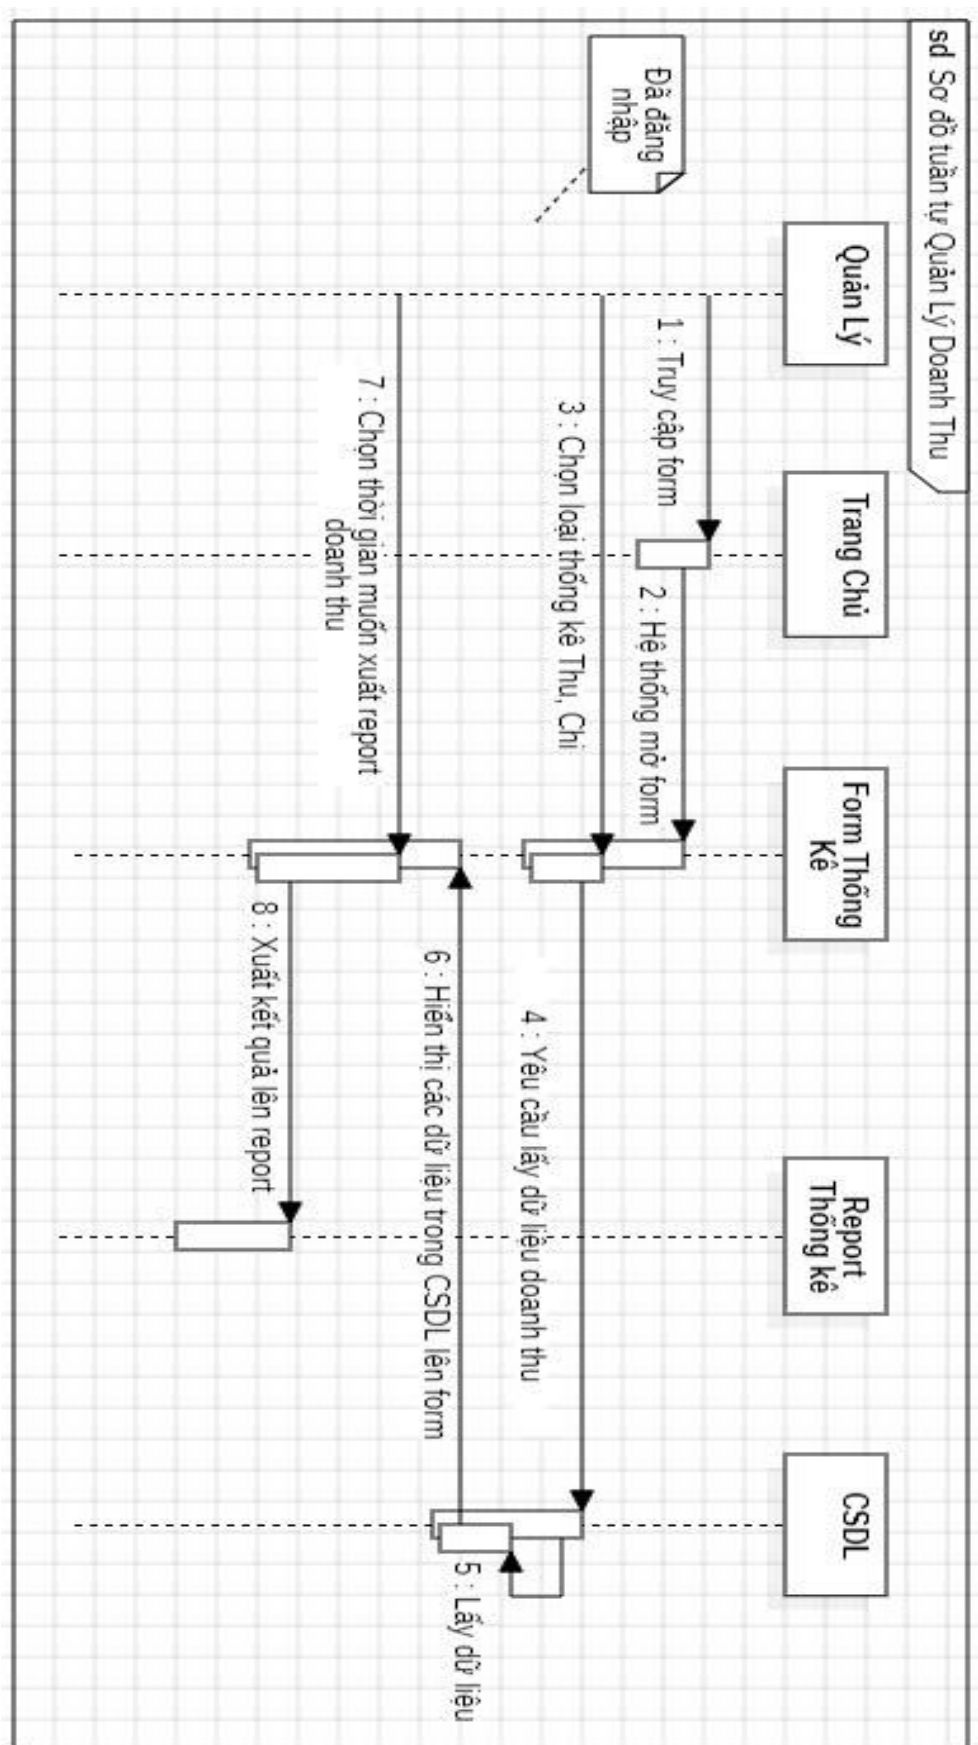 sd Sơ đồ tuần tự Quản Lý Doanh Thu
Đã đăng
nhập
Quản Lý
Trang Chủ
Form Thống
Kê
Report
Thống kê
CSDL
1 : Truy cập form
2 : Hệ thống mở form
3 : Chọn loại thống kê Thu, Chi
4 : Yêu cầu lấy dữ liệu doanh thu
5 : Lấy dữ liệu
6 : Hiển thị các dữ liệu trong CSDL lên form
7 : Chọn thời gian muốn xuất report
doanh thu
8 : Xuất kết quả lên report